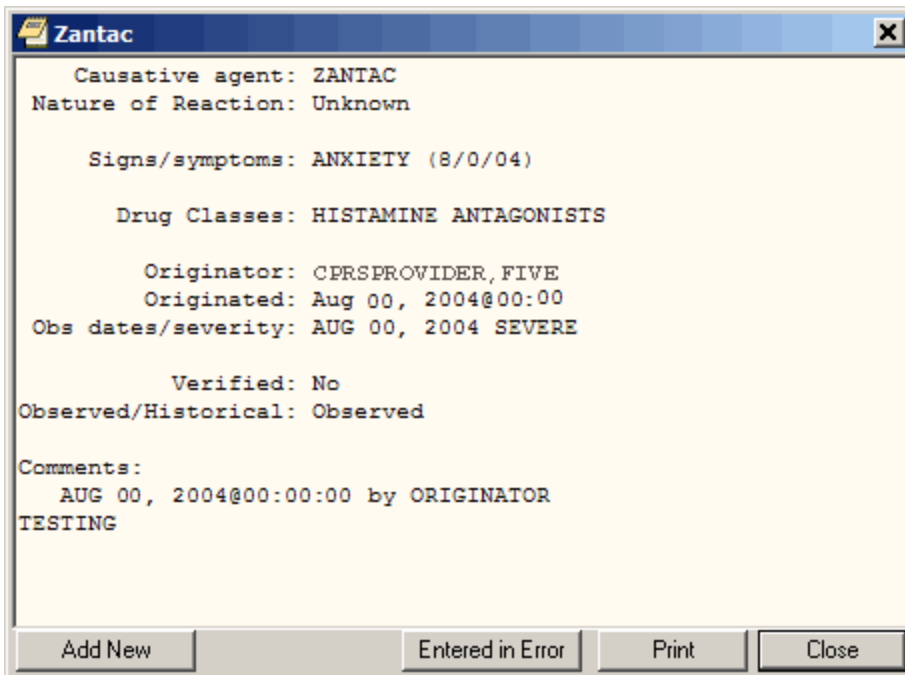 Zantac
Causative agent: ZANTAC
Nature of Reaction: Unknown
Signs/symptoms: ANXIETY (8/0/04)
Drug Classes: HISTAMINE ANTAGONISTS
Originator: CPRSPROVIDER,FIVE
Originated: Aug 00, 2004@00:00
Obs dates/severity: AUG 00, 2004 SEVERE
Verified: No
Observed/Historical: Observed
Comments:
AUG 00, 2004@00:00:00 by ORIGINATOR
TESTING
Add New Entered in Error Print Close